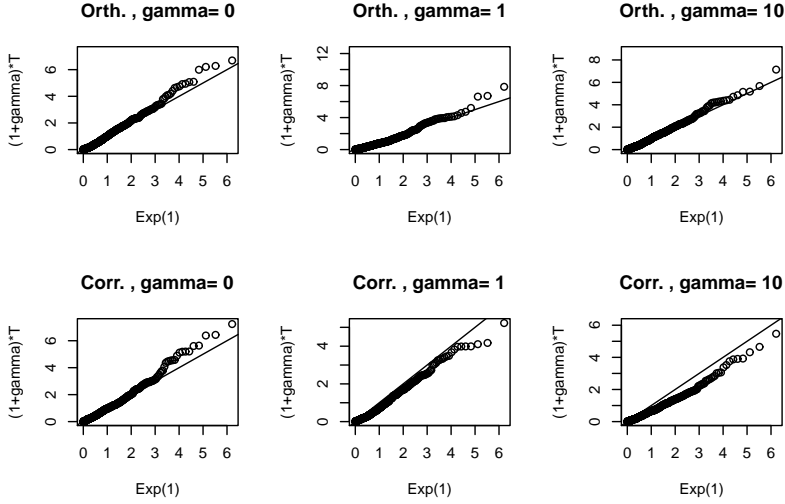 Orth. , gamma= 0
Orth. , gamma= 1
Orth. , gamma= 10
(1+gamma)*T
0 2 4 6
0 1 2 3 4 5 6
Exp(1)
(1+gamma)*T
0 4 8 12
0 1 2 3 4 5 6
Exp(1)
(1+gamma)*T
0 2 4 6 8
0 1 2 3 4 5 6
Exp(1)
Corr. , gamma= 0
Corr. , gamma= 1
Corr. , gamma= 10
(1+gamma)*T
0 2 4 6
0 1 2 3 4 5 6
Exp(1)
(1+gamma)*T
0 2 4
0 1 2 3 4 5 6
Exp(1)
(1+gamma)*T
0 2 4 6
0 1 2 3 4 5 6
Exp(1)